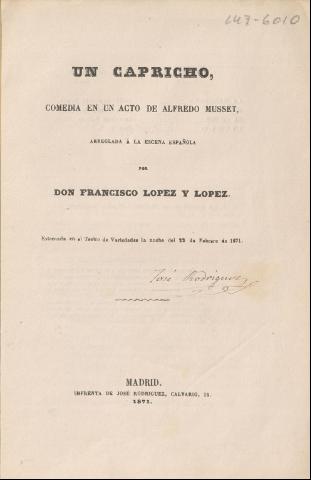 147-6010
UN CAPRICHO,
COMEDIA EN UN ACTO DE ALFREDO MUSSET,
ARREGLADA Á LA ESCENA ESPAÑOLA
POR
DON FRANCISCO LOPEZ Y LOPEZ.
Estrenada en el Teatro de Variedades la noche del 22 de Febrero de 1871.
José Rodriguez
MADRID.
IMPRENTA DE JOSÉ RODRIGUEZ, CALVARIO, 18.
1871.